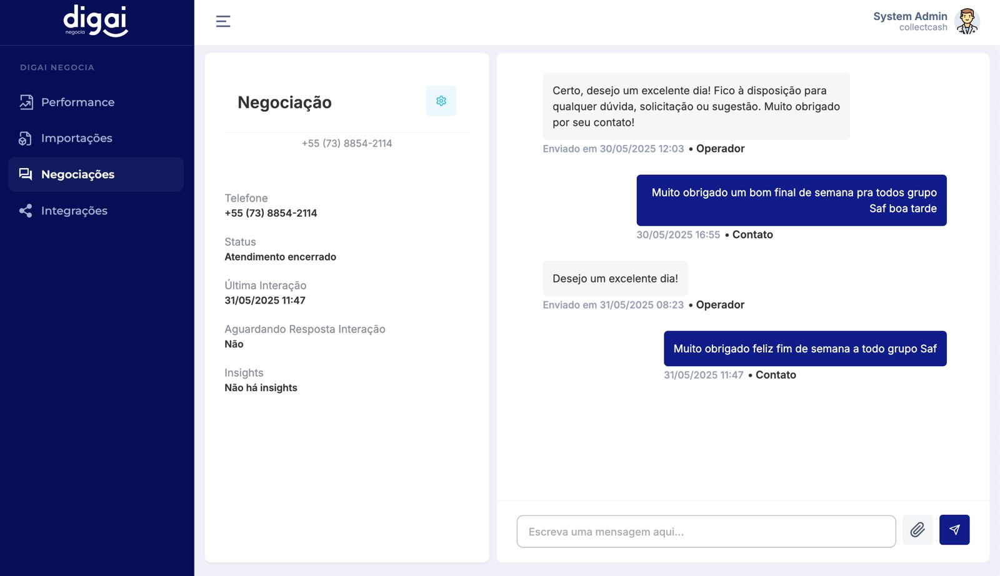 digai
negocia
DIGAI NEGOCIA
Performance
Importações
Negociações
Integrações
System Admin
collectcash
Negociação
+55 (73) 8854-2114
Telefone
+55 (73) 8854-2114
Status
Atendimento encerrado
Última Interação
31/05/2025 11:47
Aguardando Resposta Interação
Não
Insights
Não há insights
Certo, desejo um excelente dia! Fico à disposição para
qualquer dúvida, solicitação ou sugestão. Muito obrigado
por seu contato!
Enviado em 30/05/2025 12:03 • Operador
Muito obrigado um bom final de semana pra todos grupo
Saf boa tarde
30/05/2025 16:55 • Contato
Desejo um excelente dia!
Enviado em 31/05/2025 08:23 • Operador
Muito obrigado feliz fim de semana a todo grupo Saf
31/05/2025 11:47 • Contato
Escreva uma mensagem aqui...